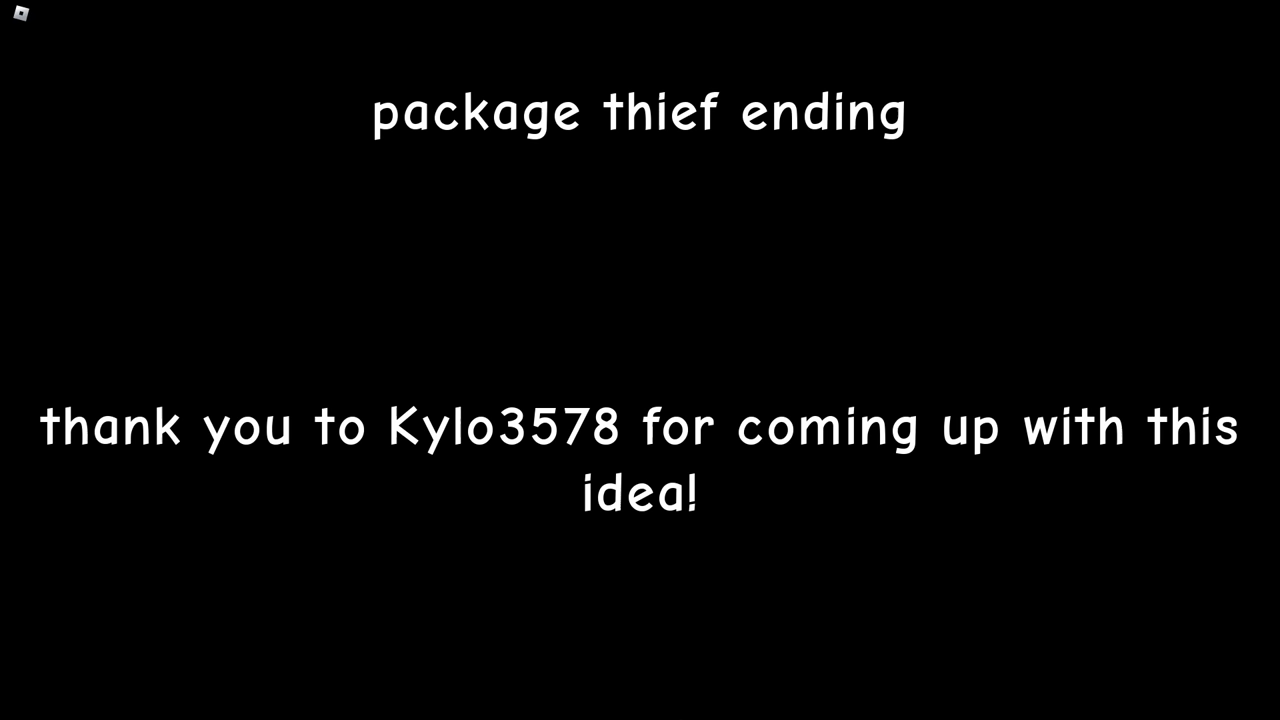 package thief ending
thank you to Kylo3578 for coming up with this
idea!